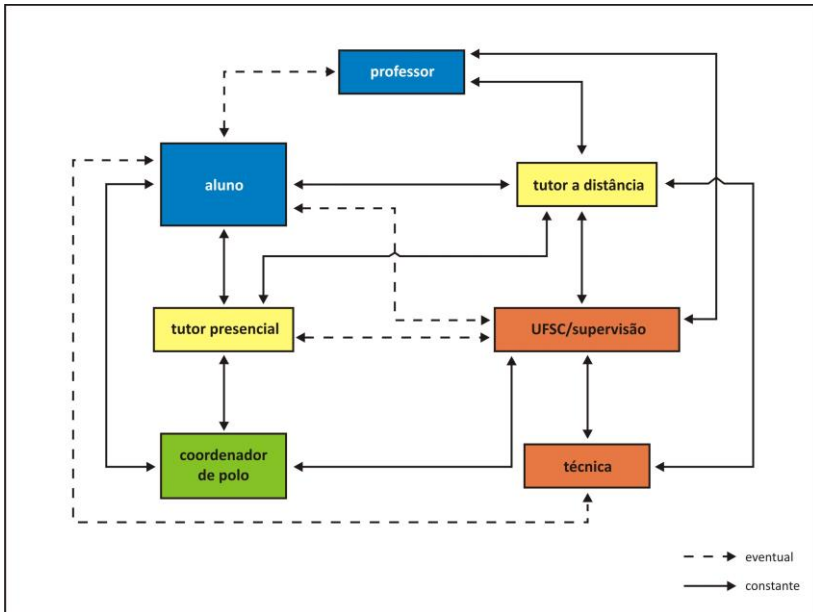 professor
aluno
tutor a distância
tutor presencial
UFSC/supervisão
coordenador
de polo
técnica
eventual
constante